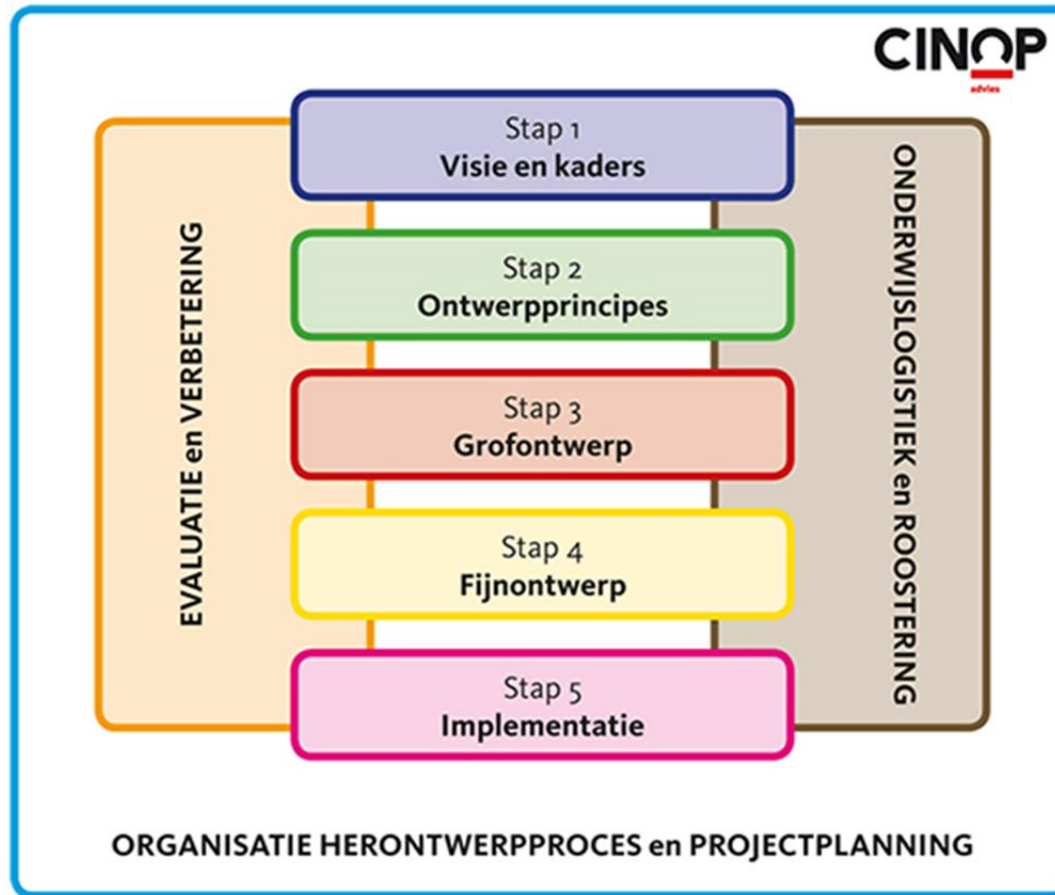 CINOP
advies
Stap 1
Visie en kaders
Stap 2
Ontwerpprincipes
Stap 3
Grofontwerp
Stap 4
Fijnontwerp
Stap 5
Implementatie
EVALUATIE en VERBETERING
ONDERWIJSLOGISTIEK en ROOSTERING
ORGANISATIE HERONTWERPPROCES en PROJECTPLANNING